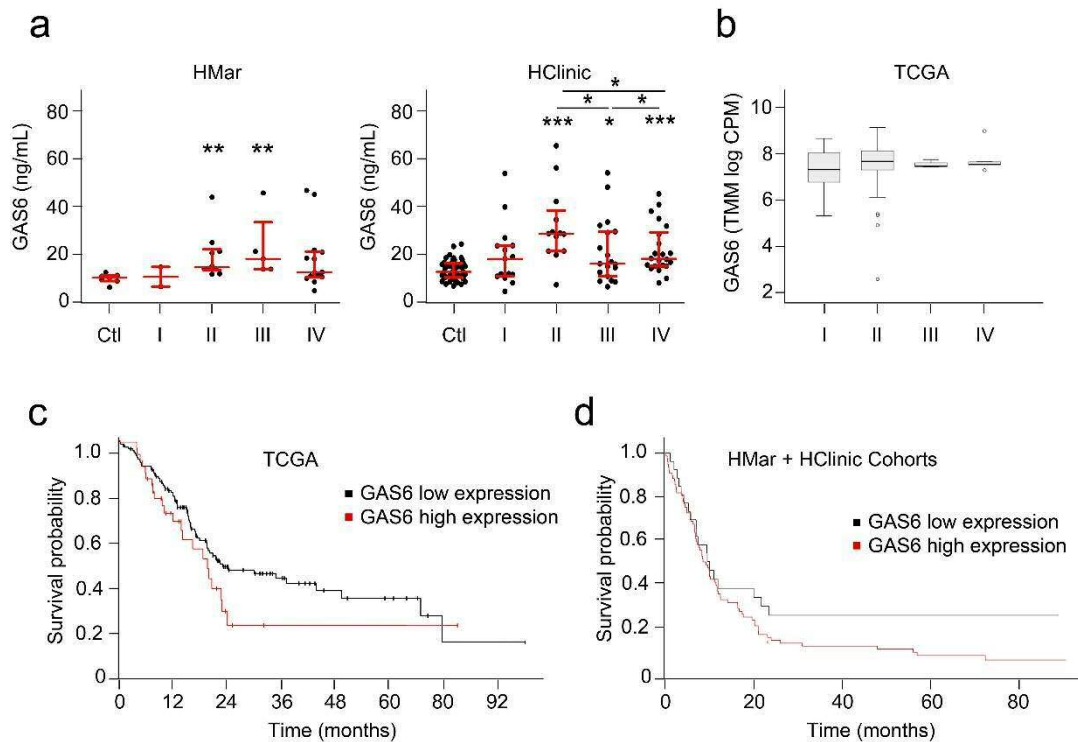 a
b
HMar
HClinic
TCGA
GAS6 (ng/mL)
80
60
40
20
0
** **
Ctl I II III IV
GAS6 (ng/mL)
80
60
40
20
0
*
* *
*** * ***
Ctl I II III IV
GAS6 (TMM log CPM)
10
8
6
4
2
I II III IV
c
d
TCGA
Survival probability
1.0
0.8
0.6
0.4
0.2
0
GAS6 low expression
GAS6 high expression
0 12 24 36 48 60 72 92
Time (months)
HMar + HClinic Cohorts
Survival probability
1.0
0.8
0.6
0.4
0.2
0
GAS6 low expression
GAS6 high expression
0 20 40 60 80
Time (months)